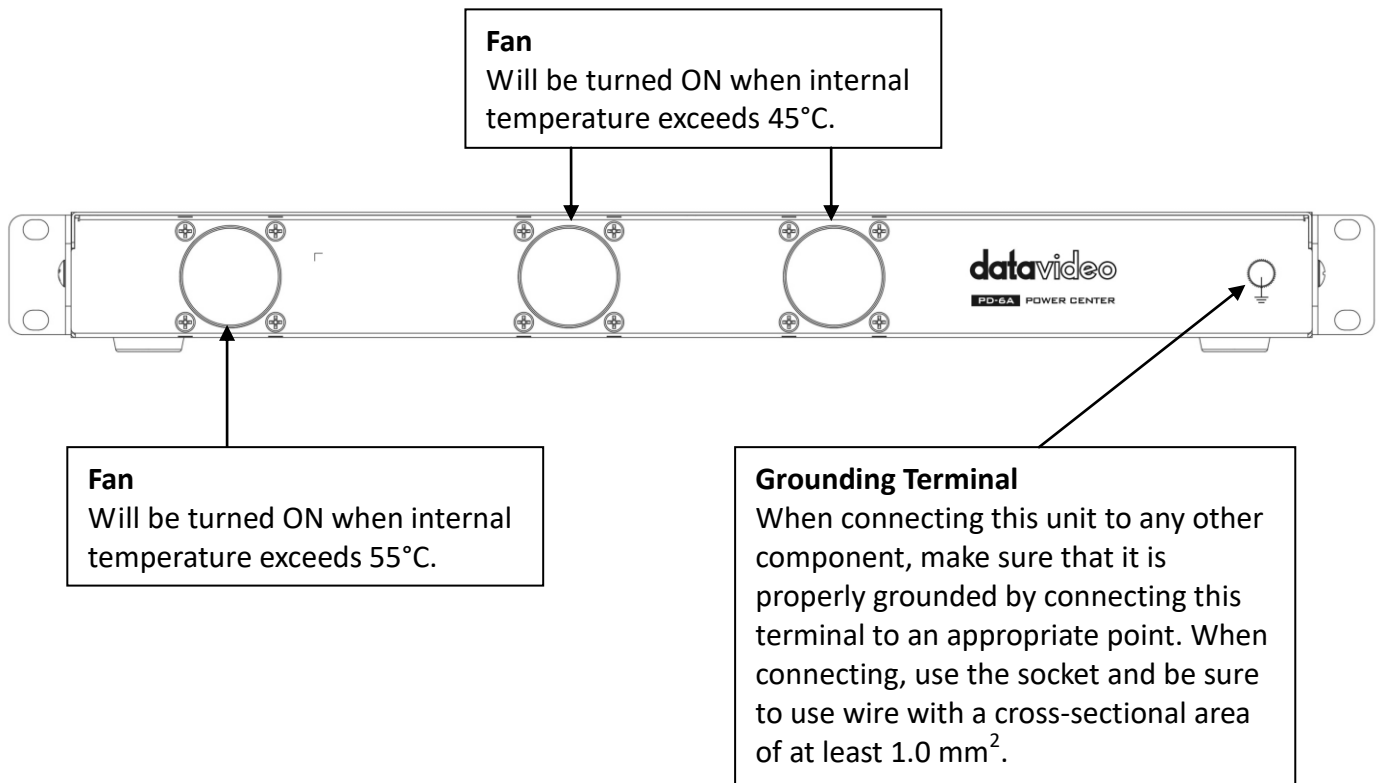 Fan
Will be turned ON when internal
temperature exceeds 45°C.
datavideo
PD-6A POWER CENTER
Fan
Will be turned ON when internal
temperature exceeds 55°C.
Grounding Terminal
When connecting this unit to any other
component, make sure that it is
properly grounded by connecting this
terminal to an appropriate point. When
connecting, use the socket and be sure
to use wire with a cross-sectional area
of at least 1.0 mm².